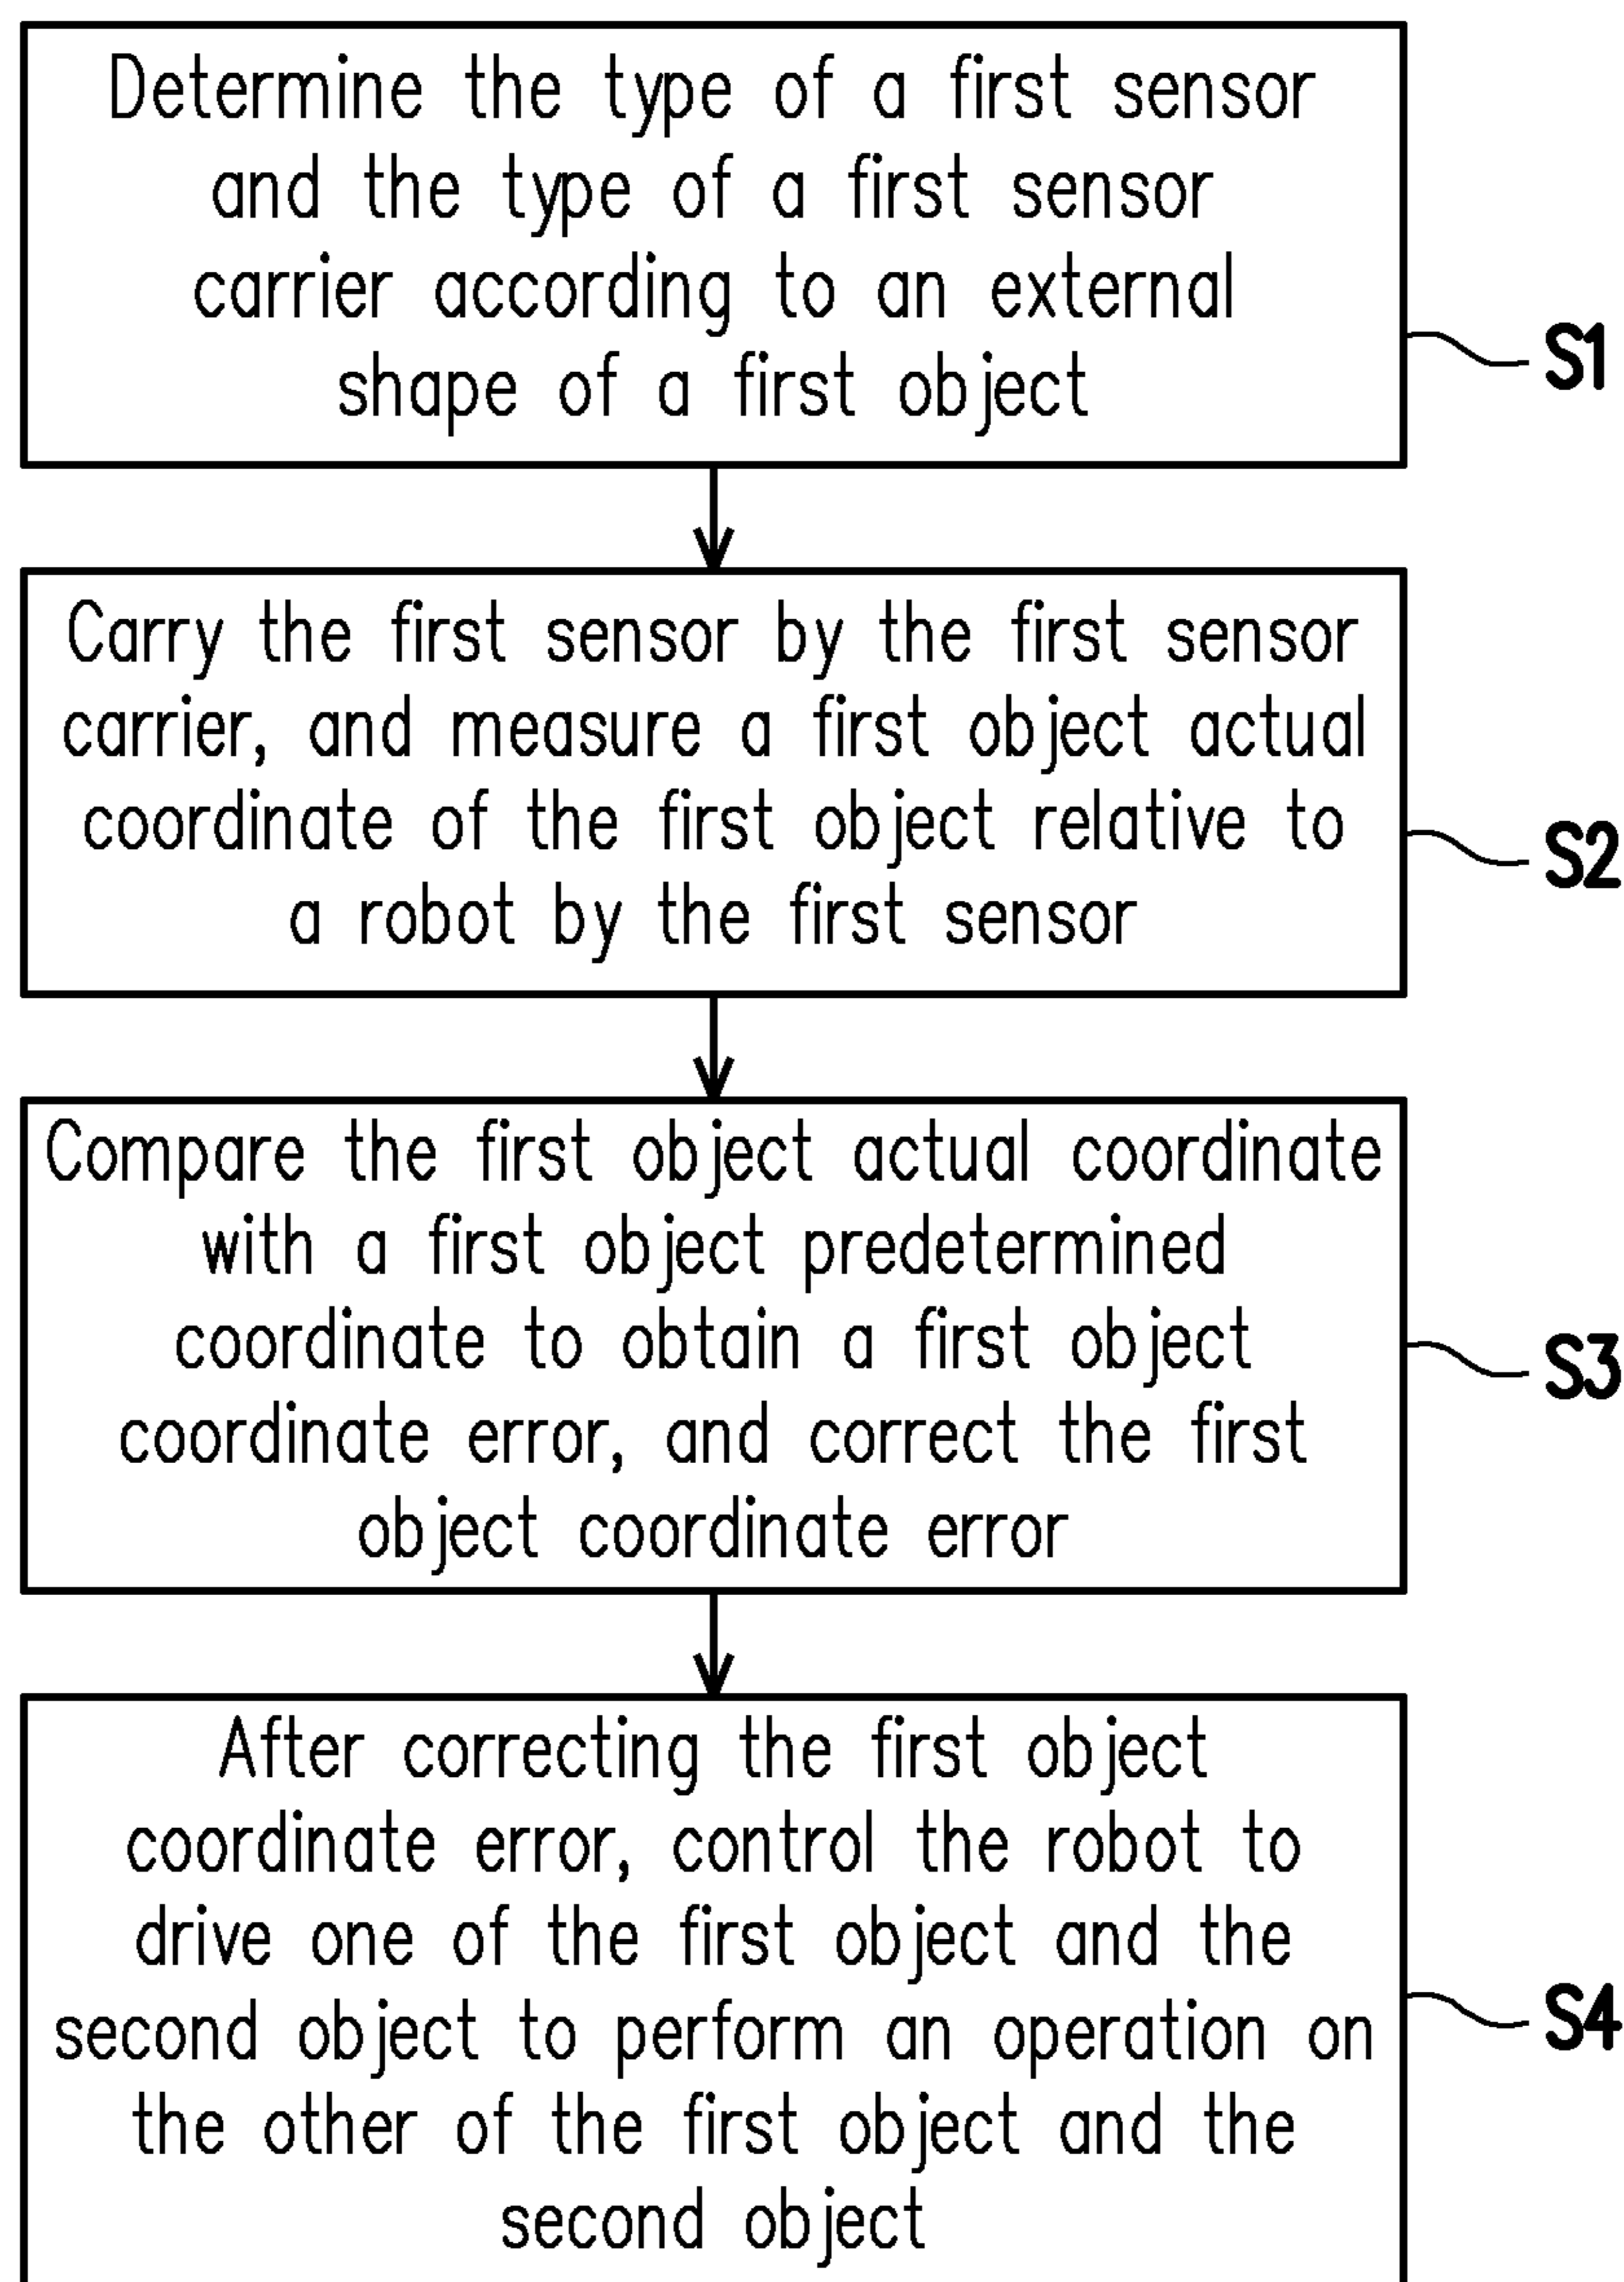 Determine the type of a first sensor
and the type of a first sensor
carrier according to an external
shape of a first object
S1
Carry the first sensor by the first sensor
carrier, and measure a first object actual
coordinate of the first object relative to
a robot by the first sensor
S2
Compare the first object actual coordinate
with a first object predetermined
coordinate to obtain a first object
coordinate error, and correct the first
object coordinate error
S3
After correcting the first object
coordinate error, control the robot to
drive one of the first object and the
second object to perform an operation on
the other of the first object and the
second object
S4